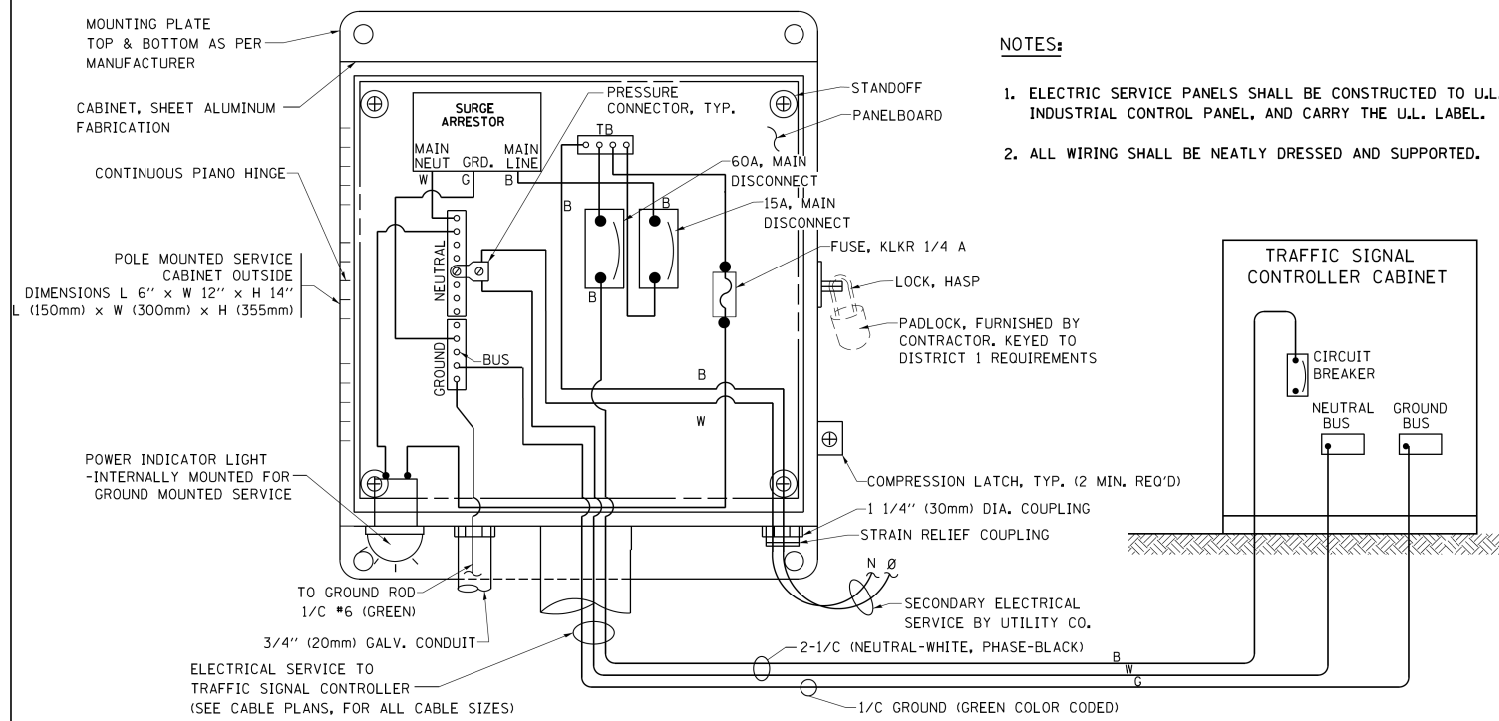 MOUNTING PLATE
TOP & BOTTOM AS PER
MANUFACTURER
CABINET, SHEET ALUMINUM
FABRICATION
CONTINUOUS PIANO HINGE
POLE MOUNTED SERVICE
CABINET OUTSIDE
DIMENSIONS L 6" x W 12" x H 14"
L (150mm) x W (300mm) x H (355mm)
POWER INDICATOR LIGHT
-INTERNALLY MOUNTED FOR
GROUND MOUNTED SERVICE
SURGE
ARRESTOR
MAIN
NEUT
GRD.
MAIN
LINE
W
G
B
PRESSURE
CONNECTOR, TYP.
TB
60A, MAIN
DISCONNECT
15A, MAIN
DISCONNECT
B
B
B
NEUTRAL
GROUND
BUS
B
W
STANDOFF
PANELBOARD
FUSE, KLKR 1/4 A
LOCK, HASP
PADLOCK, FURNISHED BY
CONTRACTOR. KEYED TO
DISTRICT 1 REQUIREMENTS
COMPRESSION LATCH, TYP. (2 MIN. REQ'D)
1 1/4" (30mm) DIA. COUPLING
STRAIN RELIEF COUPLING
N Ø
SECONDARY ELECTRICAL
SERVICE BY UTILITY CO.
TO GROUND ROD
1/C #6 (GREEN)
3/4" (20mm) GALV. CONDUIT
ELECTRICAL SERVICE TO
TRAFFIC SIGNAL CONTROLLER
(SEE CABLE PLANS, FOR ALL CABLE SIZES)
2-1/C (NEUTRAL-WHITE, PHASE-BLACK)
B
W
G
1/C GROUND (GREEN COLOR CODED)
NOTES:
1. ELECTRIC SERVICE PANELS SHALL BE CONSTRUCTED TO U.L.
INDUSTRIAL CONTROL PANEL, AND CARRY THE U.L. LABEL.
2. ALL WIRING SHALL BE NEATLY DRESSED AND SUPPORTED.
TRAFFIC SIGNAL
CONTROLLER CABINET
CIRCUIT
BREAKER
NEUTRAL
BUS
GROUND
BUS